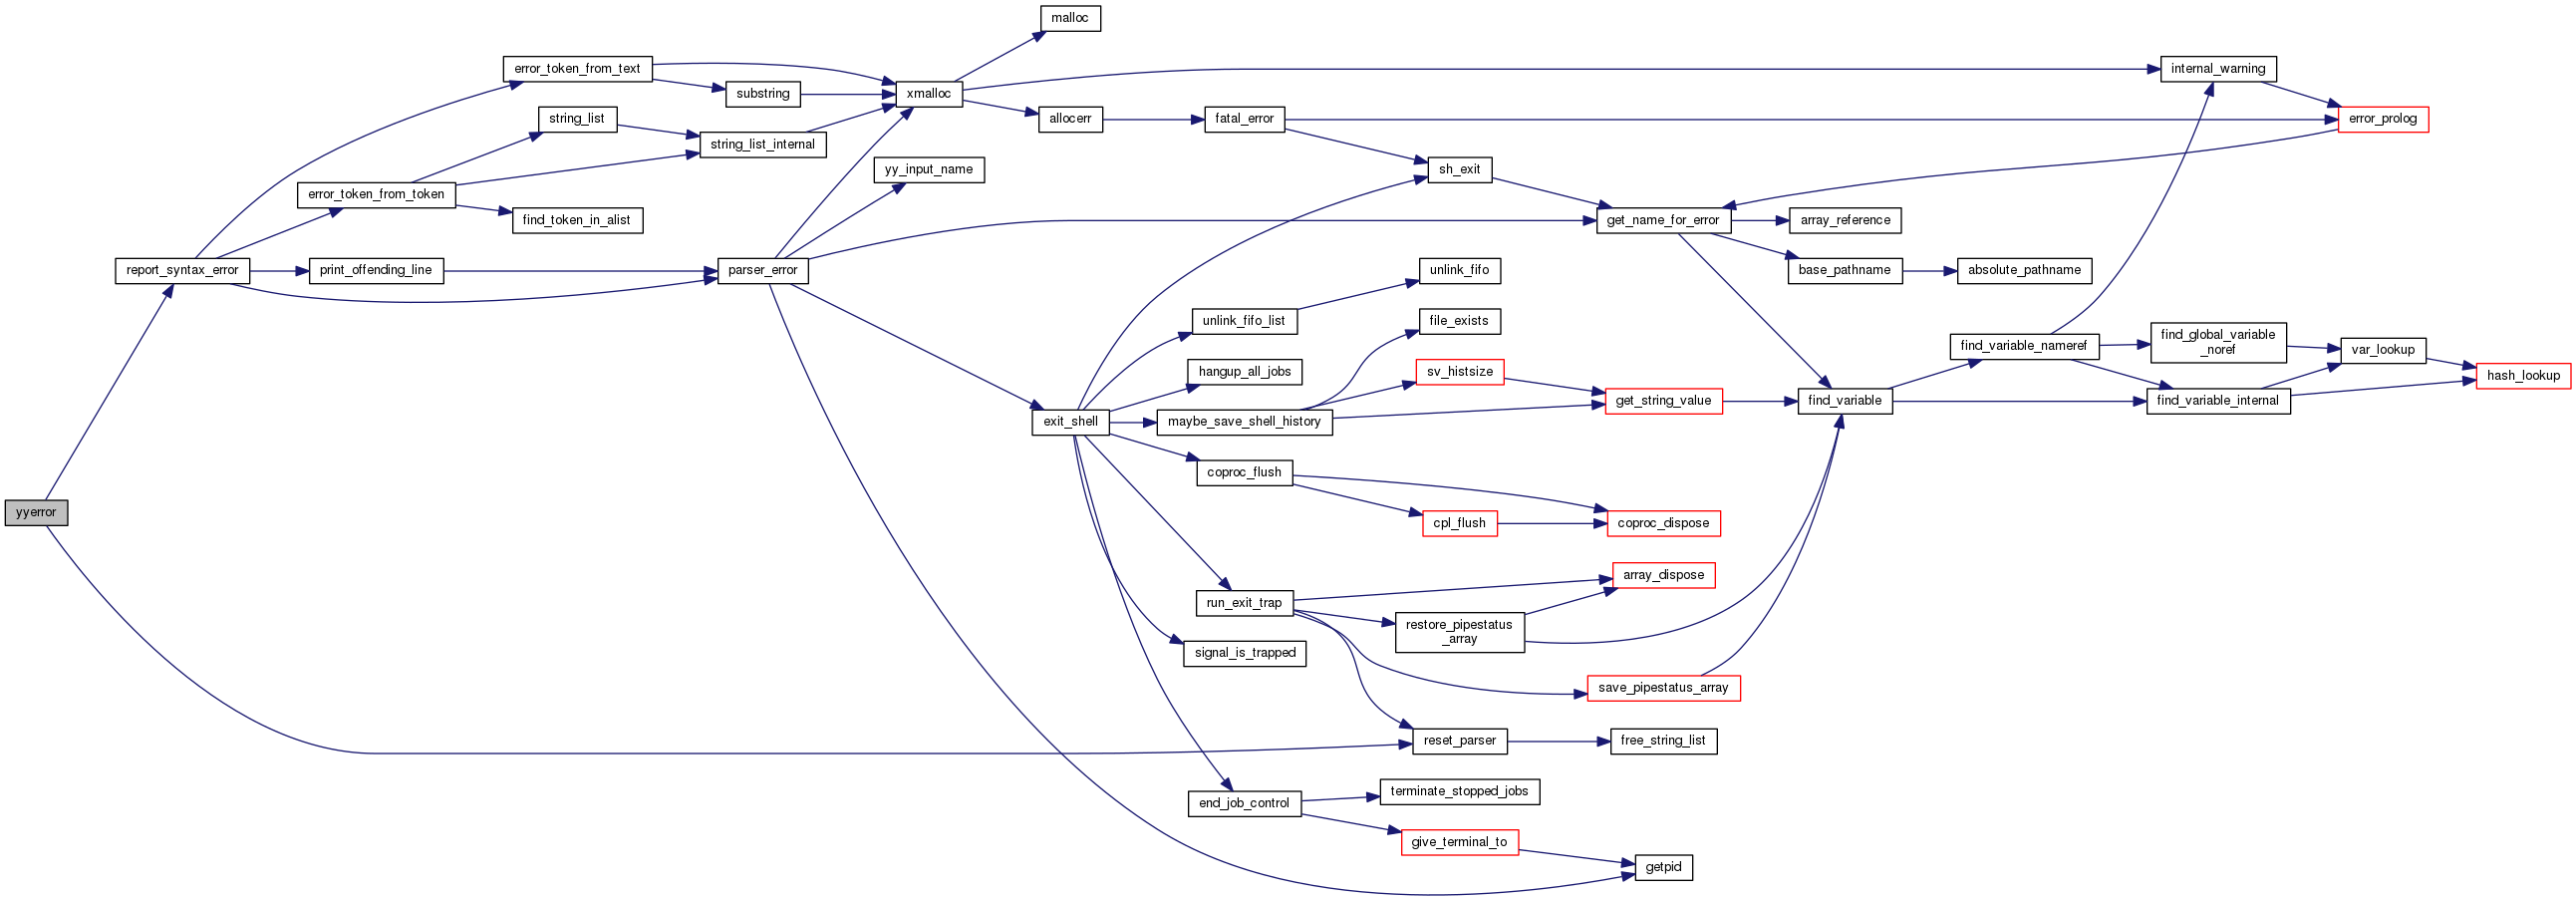 malloc
error_token_from_text
internal_warning
substring
xmalloc
string_list
allocerr
fatal_error
error_prolog
string_list_internal
yy_input_name
sh_exit
error_token_from_token
find_token_in_alist
get_name_for_error
array_reference
report_syntax_error
print_offending_line
parser_error
unlink_fifo
base_pathname
absolute_pathname
unlink_fifo_list
file_exists
find_variable_nameref
find_global_variable
_noref
var_lookup
hangup_all_jobs
sv_histsize
hash_lookup
get_string_value
find_variable
find_variable_internal
exit_shell
maybe_save_shell_history
coproc_flush
yyerror
cpl_flush
coproc_dispose
run_exit_trap
array_dispose
restore_pipestatus
_array
signal_is_trapped
save_pipestatus_array
reset_parser
free_string_list
end_job_control
terminate_stopped_jobs
give_terminal_to
getpid